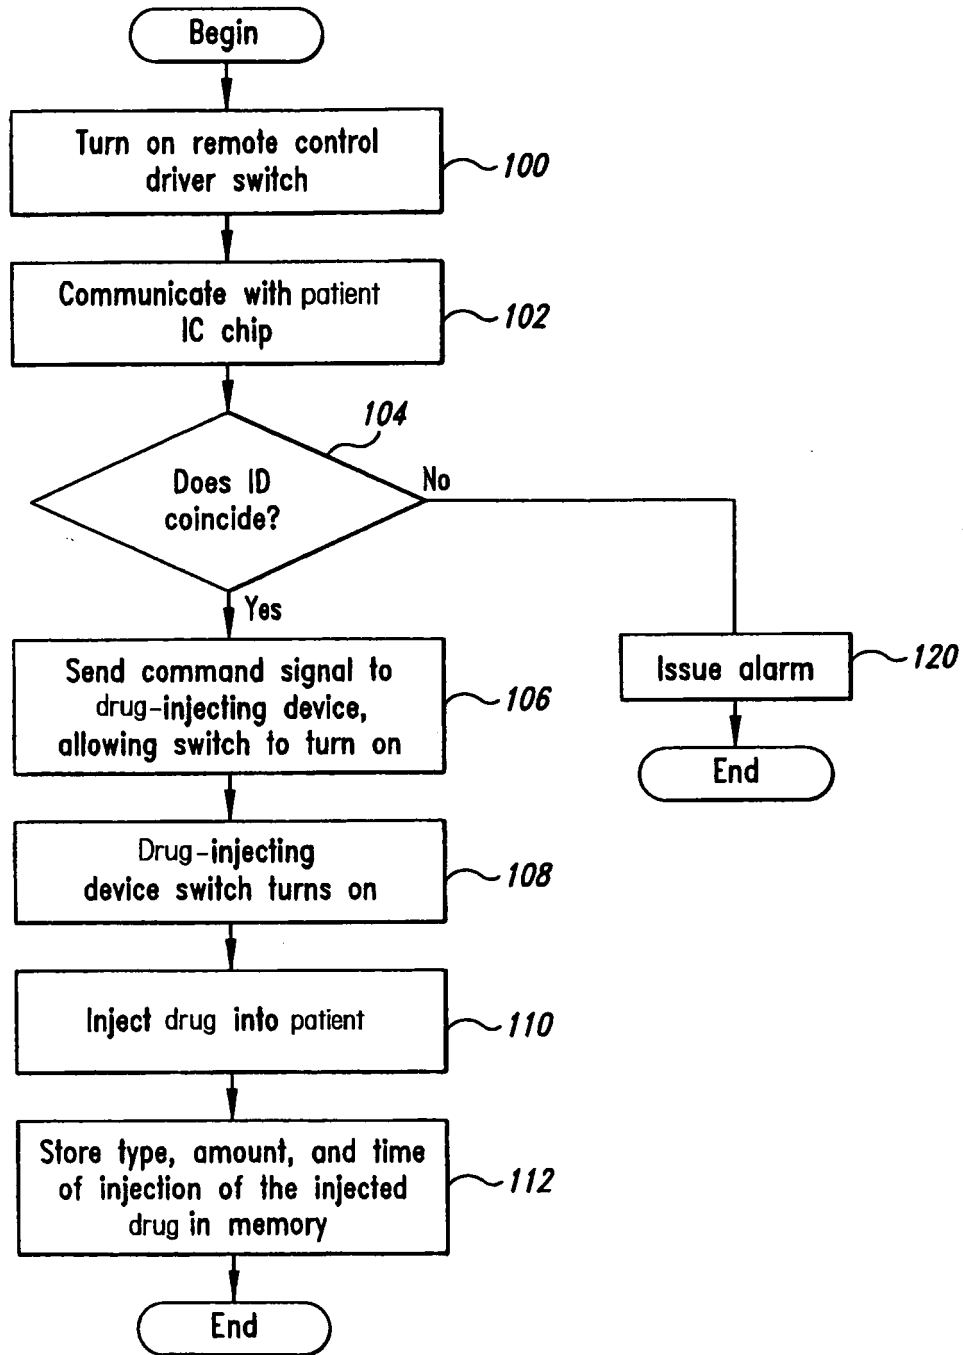 Begin
Turn on remote control
driver switch
100
Communicate with patient
IC chip
102
104
Does ID
coincide?
No
Yes
Send command signal to
drug-injecting device,
allowing switch to turn on
106
Issue alarm
120
End
Drug-injecting
device switch turns on
108
Inject drug into patient
110
Store type, amount, and time
of injection of the injected
drug in memory
112
End